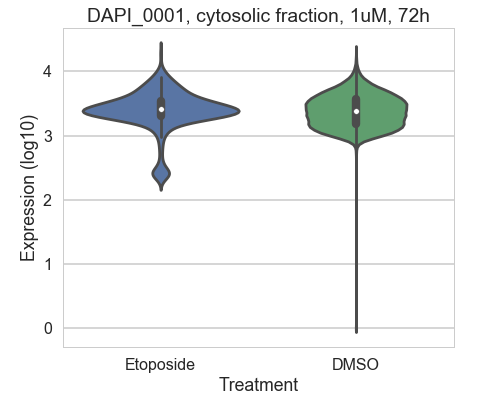 DAPI_0001, cytosolic fraction, 1uM, 72h
Expression (log10)
4
3
2
1
0
Etoposide
DMSO
Treatment